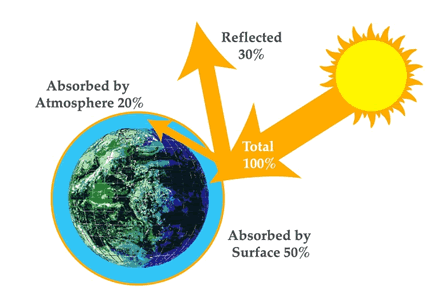 Reflected
30%
Absorbed by
Atmosphere 20%
Total
100%
Absorbed by
Surface 50%